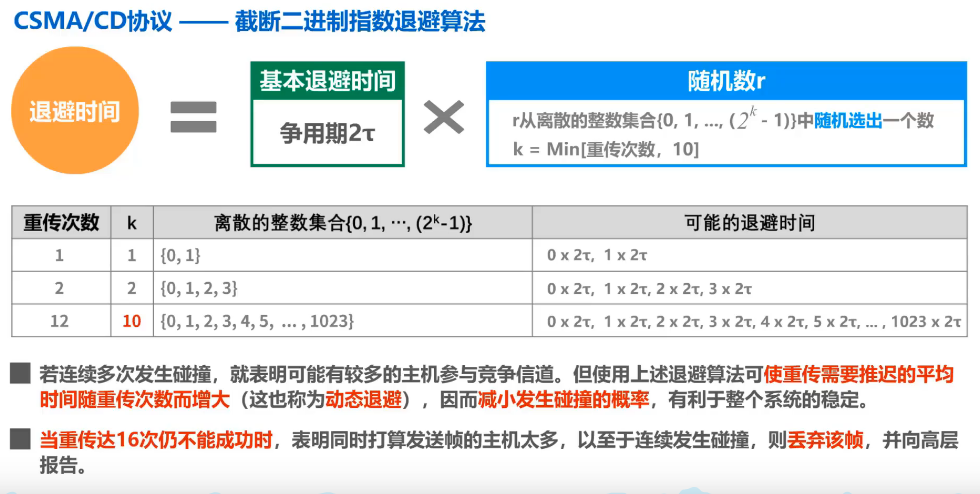 CSMA/CD协议 —— 截断二进制指数退避算法
退避时间
=
基本退避时间
争用期2τ
×
随机数r
r从离散的整数集合{0, 1, ..., (2^k - 1)}中随机选出一个数
k = Min[重传次数，10]
重传次数 k 离散的整数集合{0, 1, ···, (2^k-1)} 可能的退避时间
1 1 {0, 1} 0 x 2τ, 1 x 2τ
2 2 {0, 1, 2, 3} 0 x 2τ, 1 x 2τ, 2 x 2τ, 3 x 2τ
12 10 {0, 1, 2, 3, 4, 5, ... , 1023} 0 x 2τ, 1 x 2τ, 2 x 2τ, 3 x 2τ, 4 x 2τ, 5 x 2τ, ... , 1023 x 2τ
若连续多次发生碰撞，就表明可能有较多的主机参与竞争信道。但使用上述退避算法可使重传需要推迟的平均
时间随重传次数而增大（这也称为动态退避），因而减小发生碰撞的概率，有利于整个系统的稳定。
当重传达16次仍不能成功时，表明同时打算发送帧的主机太多，以至于连续发生碰撞，则丢弃该帧，并向高层
报告。